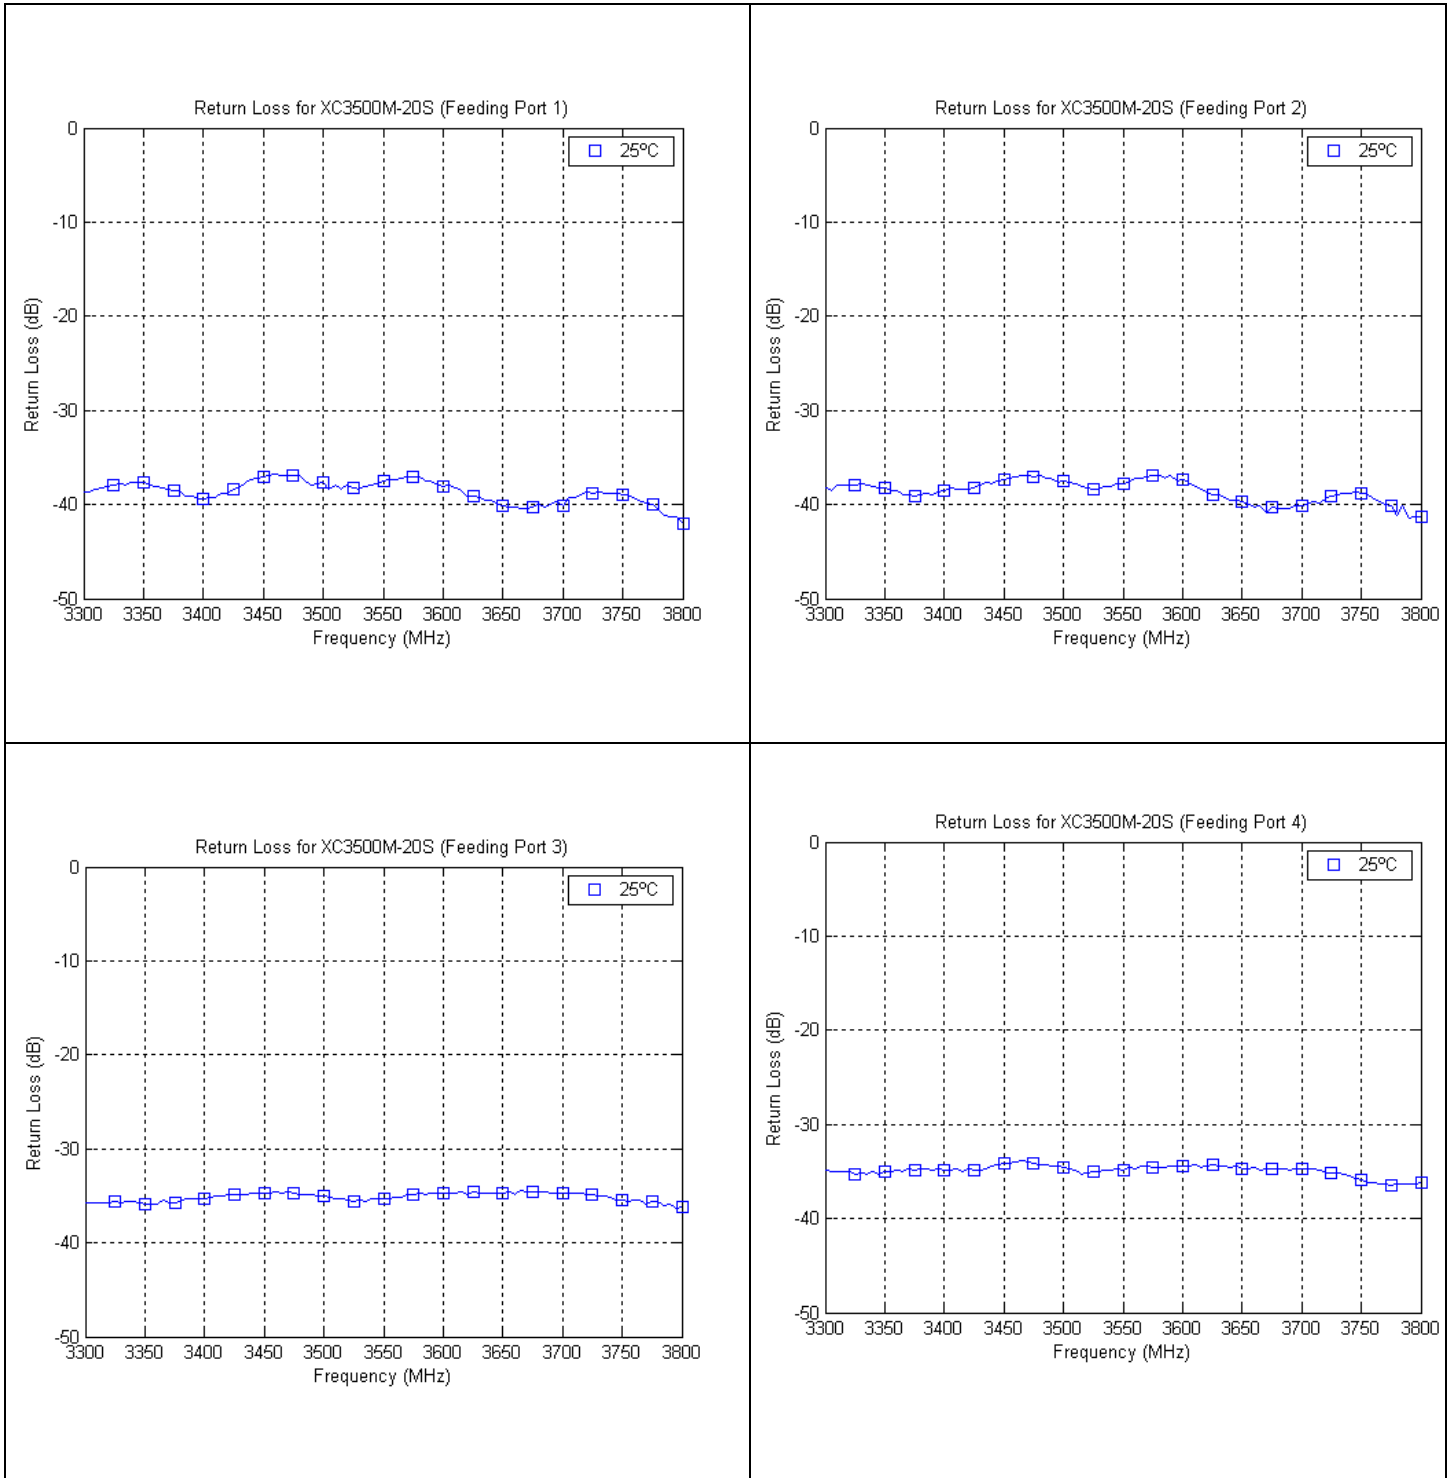 Return Loss for XC3500M-20S (Feeding Port 1)
25ºC
0
-10
-20
-30
-40
-50
Return Loss (dB)
3300 3350 3400 3450 3500 3550 3600 3650 3700 3750 3800
Frequency (MHz)
Return Loss for XC3500M-20S (Feeding Port 2)
25ºC
0
-10
-20
-30
-40
-50
Return Loss (dB)
3300 3350 3400 3450 3500 3550 3600 3650 3700 3750 3800
Frequency (MHz)
Return Loss for XC3500M-20S (Feeding Port 3)
25ºC
0
-10
-20
-30
-40
-50
Return Loss (dB)
3300 3350 3400 3450 3500 3550 3600 3650 3700 3750 3800
Frequency (MHz)
Return Loss for XC3500M-20S (Feeding Port 4)
25ºC
0
-10
-20
-30
-40
-50
Return Loss (dB)
3300 3350 3400 3450 3500 3550 3600 3650 3700 3750 3800
Frequency (MHz)